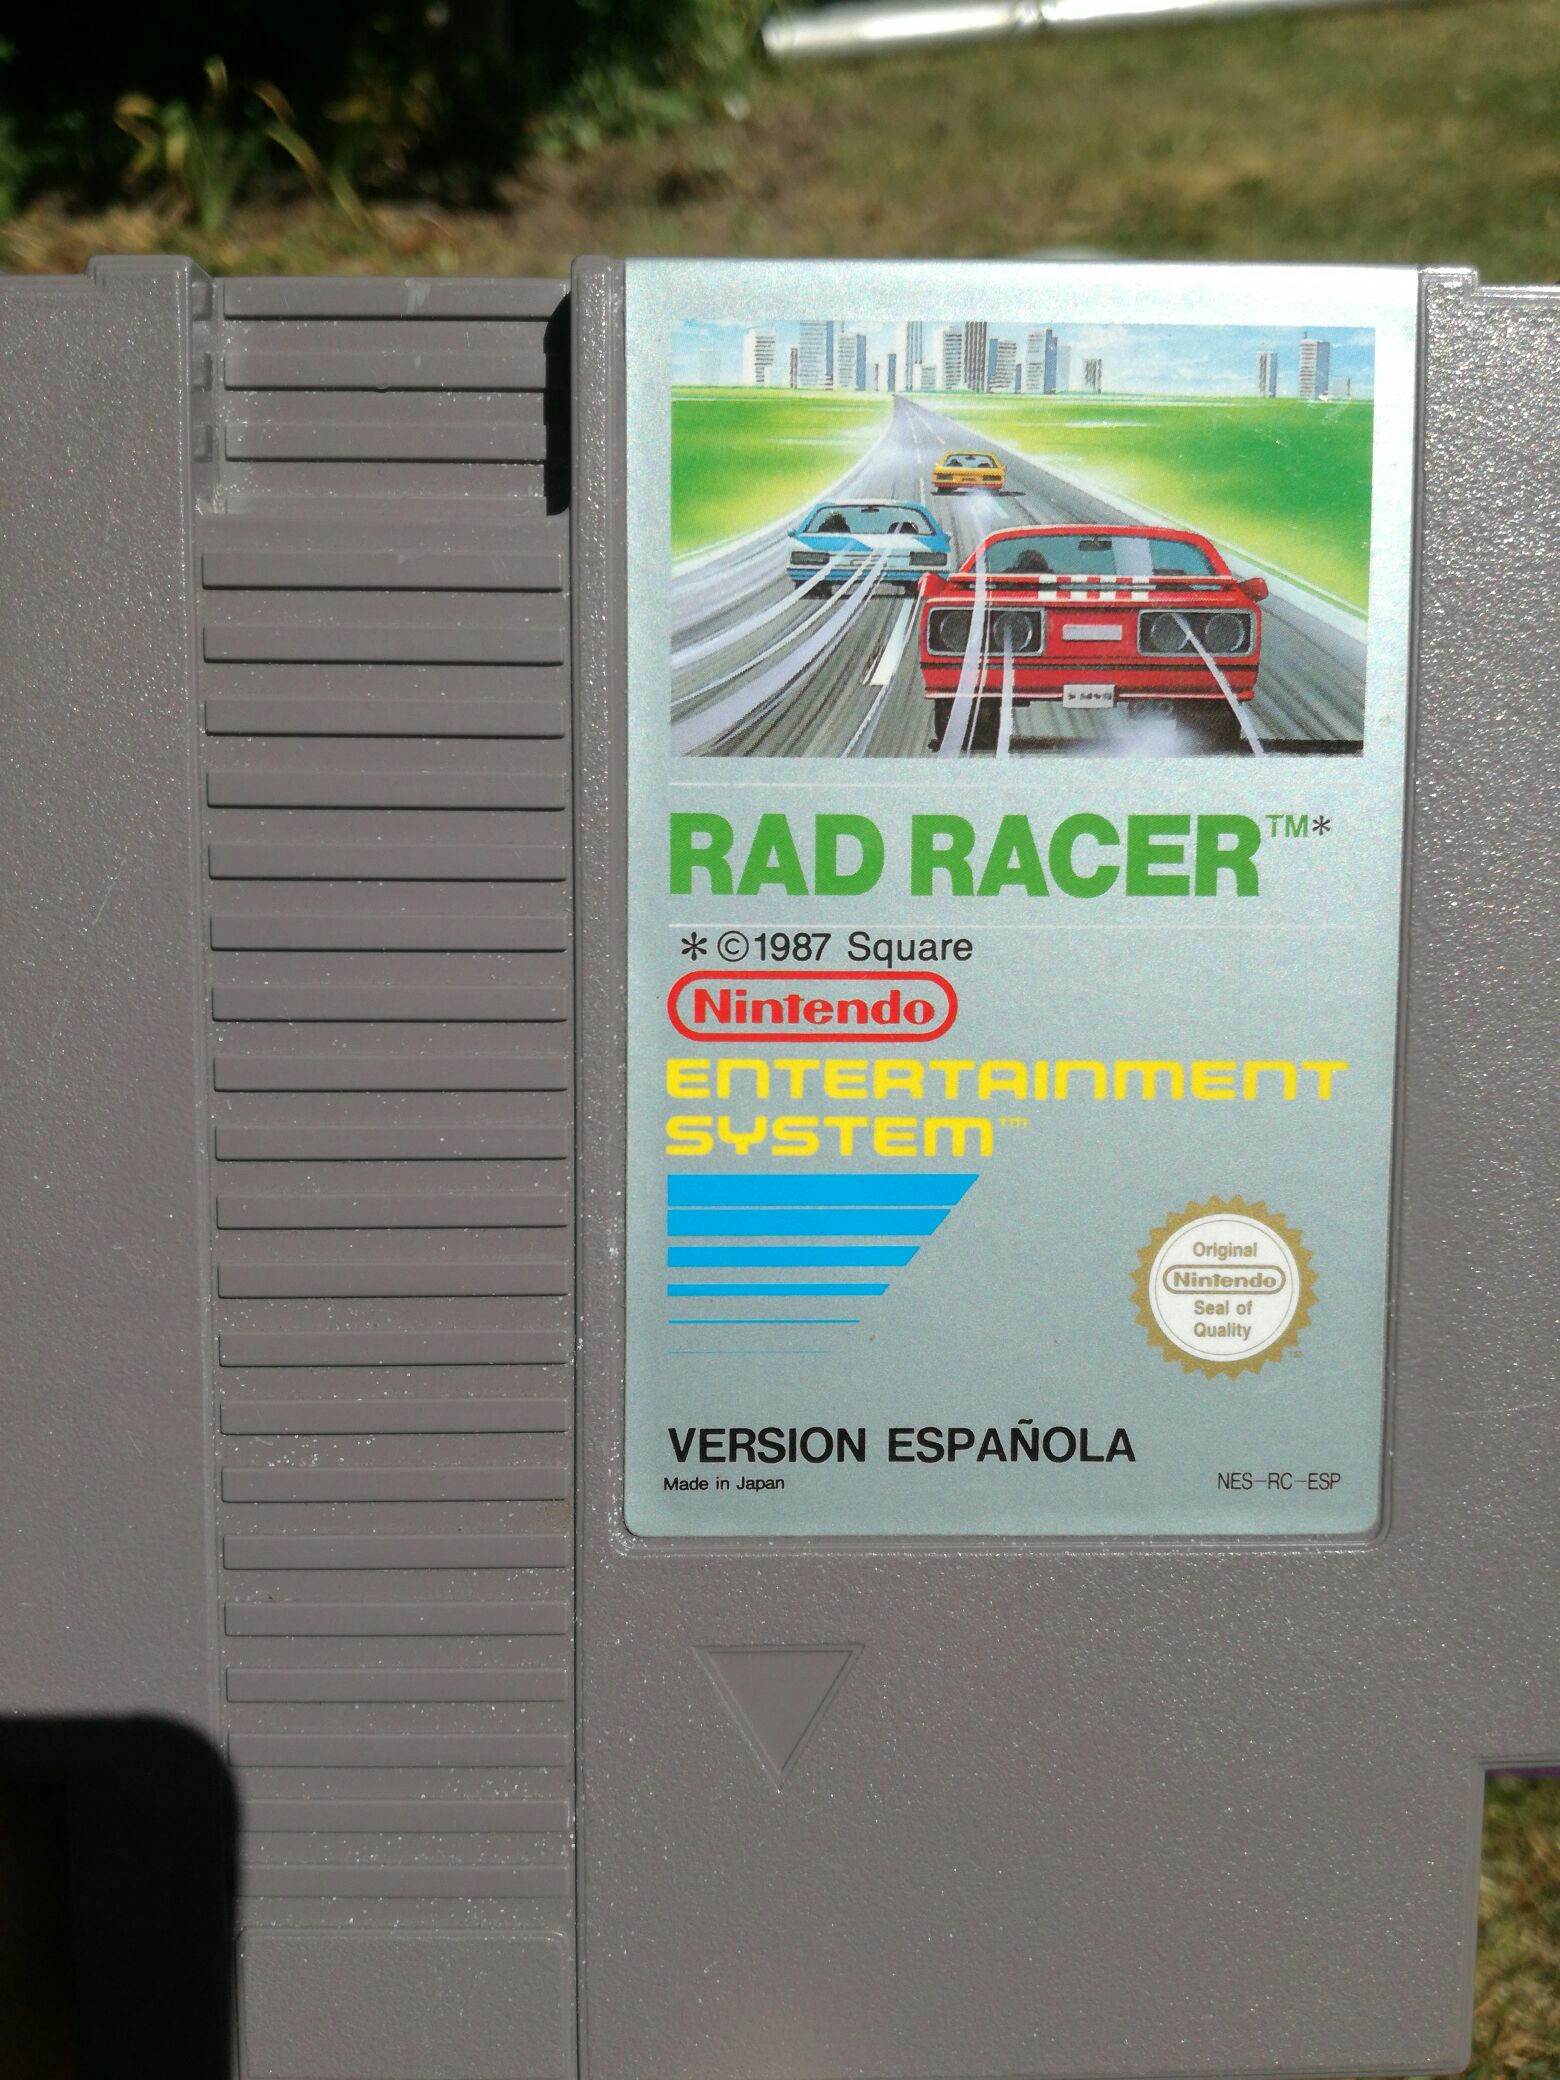 RAD RACER™*
*©1987 Square
Nintendo
ENTERTAINMENT
SYSTEM™
Original
Nintendo
Seal of
Quality
VERSION ESPAÑOLA
Made in Japan
NES-RC-ESP